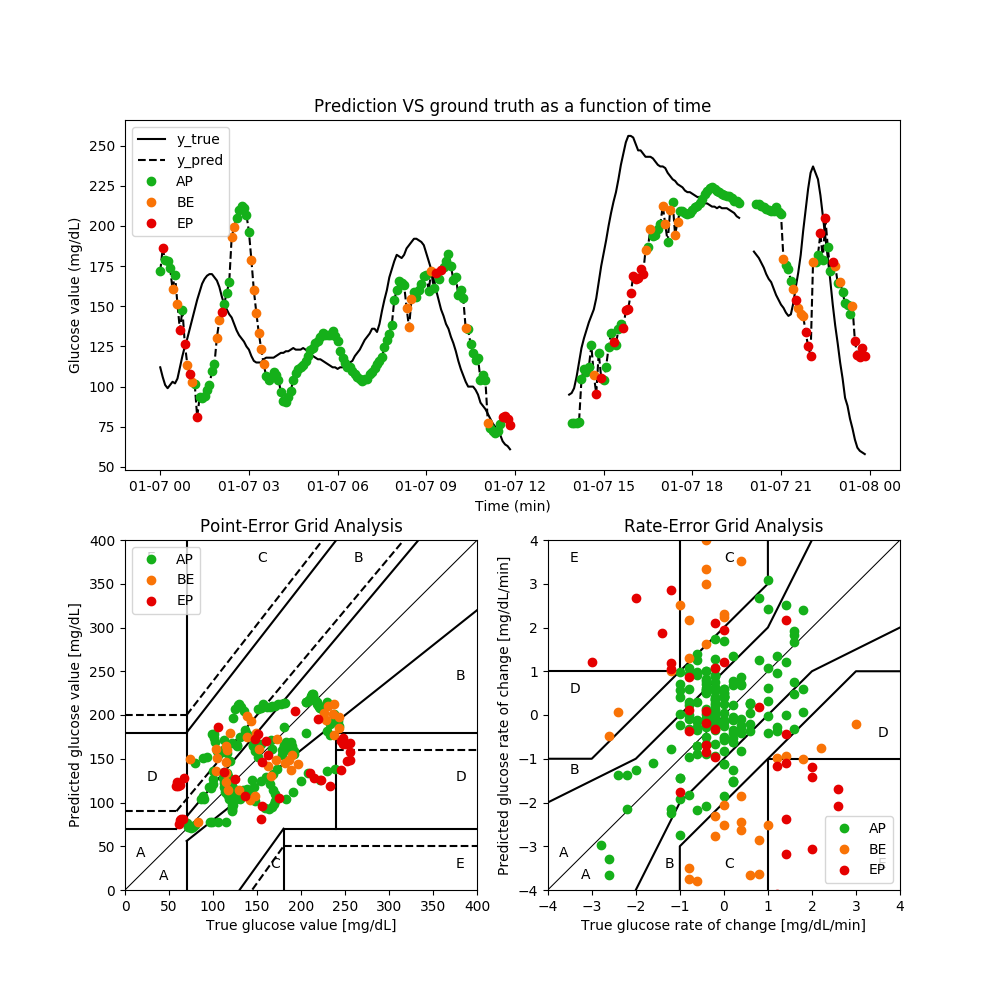 Prediction VS ground truth as a function of time
Glucose value (mg/dL)
250
225
200
175
150
125
100
75
50
y_true
y_pred
AP
BE
EP
01-07 00 01-07 03 01-07 06 01-07 09 01-07 12 01-07 15 01-07 18 01-07 21 01-08 00
Time (min)
Point-Error Grid Analysis
Predicted glucose value [mg/dL]
400
350
300
250
200
150
100
50
0
AP
BE
EP
C B
B
D D
A
A
C
E
0 50 100 150 200 250 300 350 400
True glucose value [mg/dL]
Rate-Error Grid Analysis
Predicted glucose rate of change [mg/dL/min]
4
3
2
1
0
−1
−2
−3
−4
E C
D
D
B
A
A
B C
AP
BE
EP
−4 −3 −2 −1 0 1 2 3 4
True glucose rate of change [mg/dL/min]